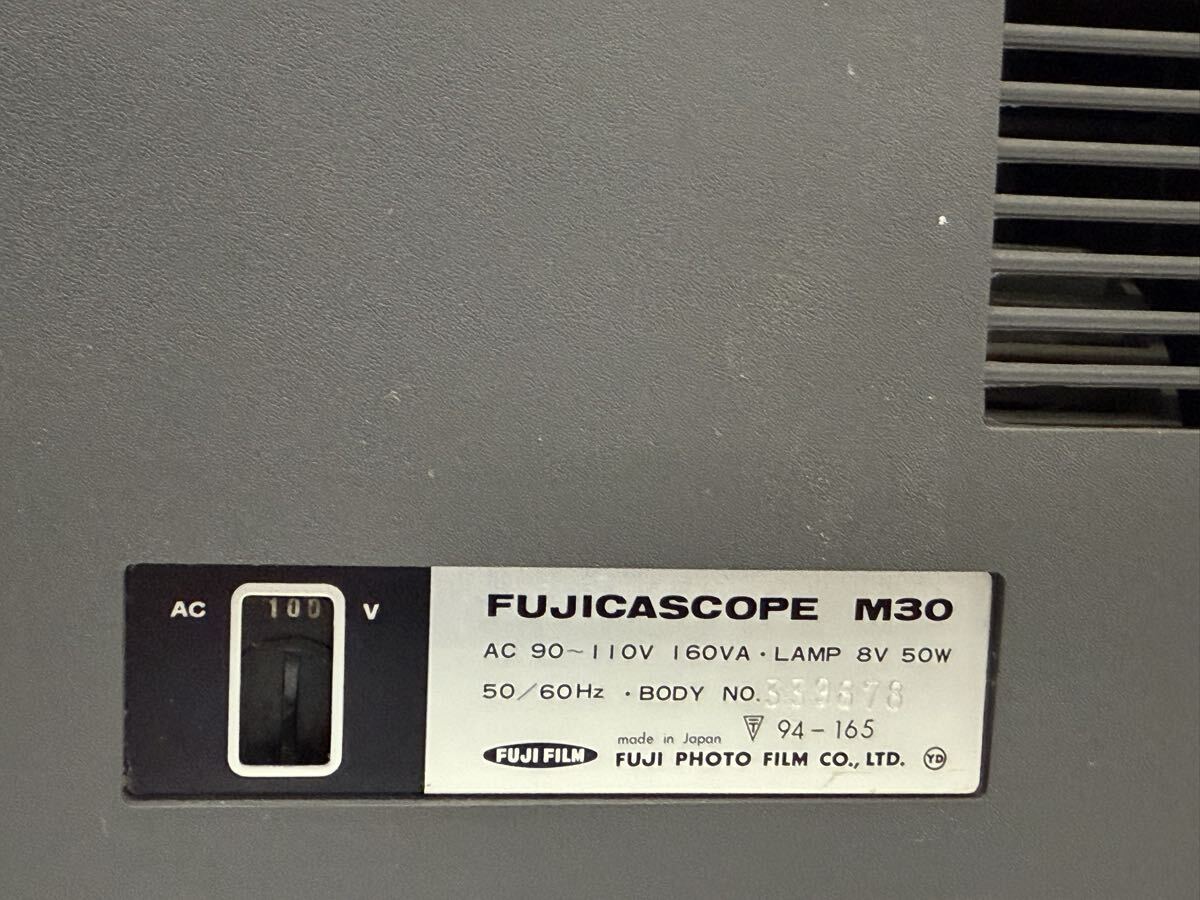 AC 100 V
FUJICASCOPE M30
AC 90~110V 160VA・LAMP 8V 50W
50/60Hz ・BODY NO.
94-165
made in Japan
FUJI FILM FUJI PHOTO FILM CO., LTD. YD